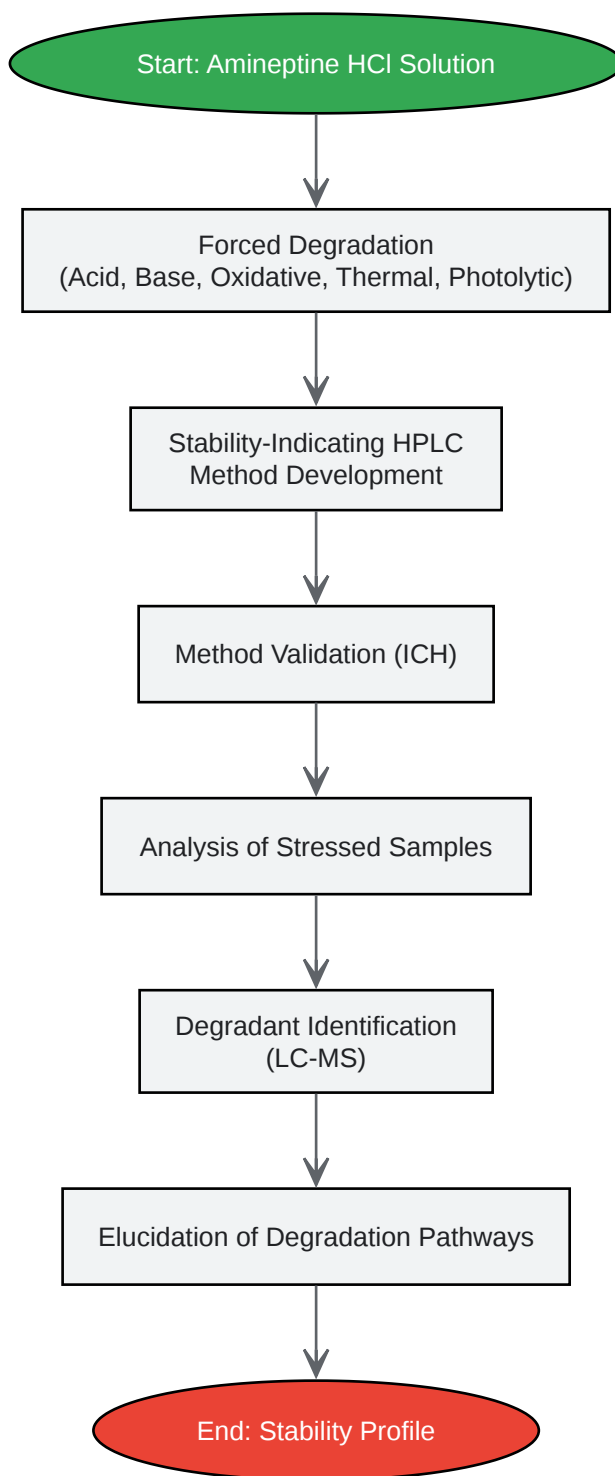 Start: Amineptine HCl Solution
Forced Degradation
(Acid, Base, Oxidative, Thermal, Photolytic)
Stability-Indicating HPLC
Method Development
Method Validation (ICH)
Analysis of Stressed Samples
Degradant Identification
(LC-MS)
Elucidation of Degradation Pathways
End: Stability Profile